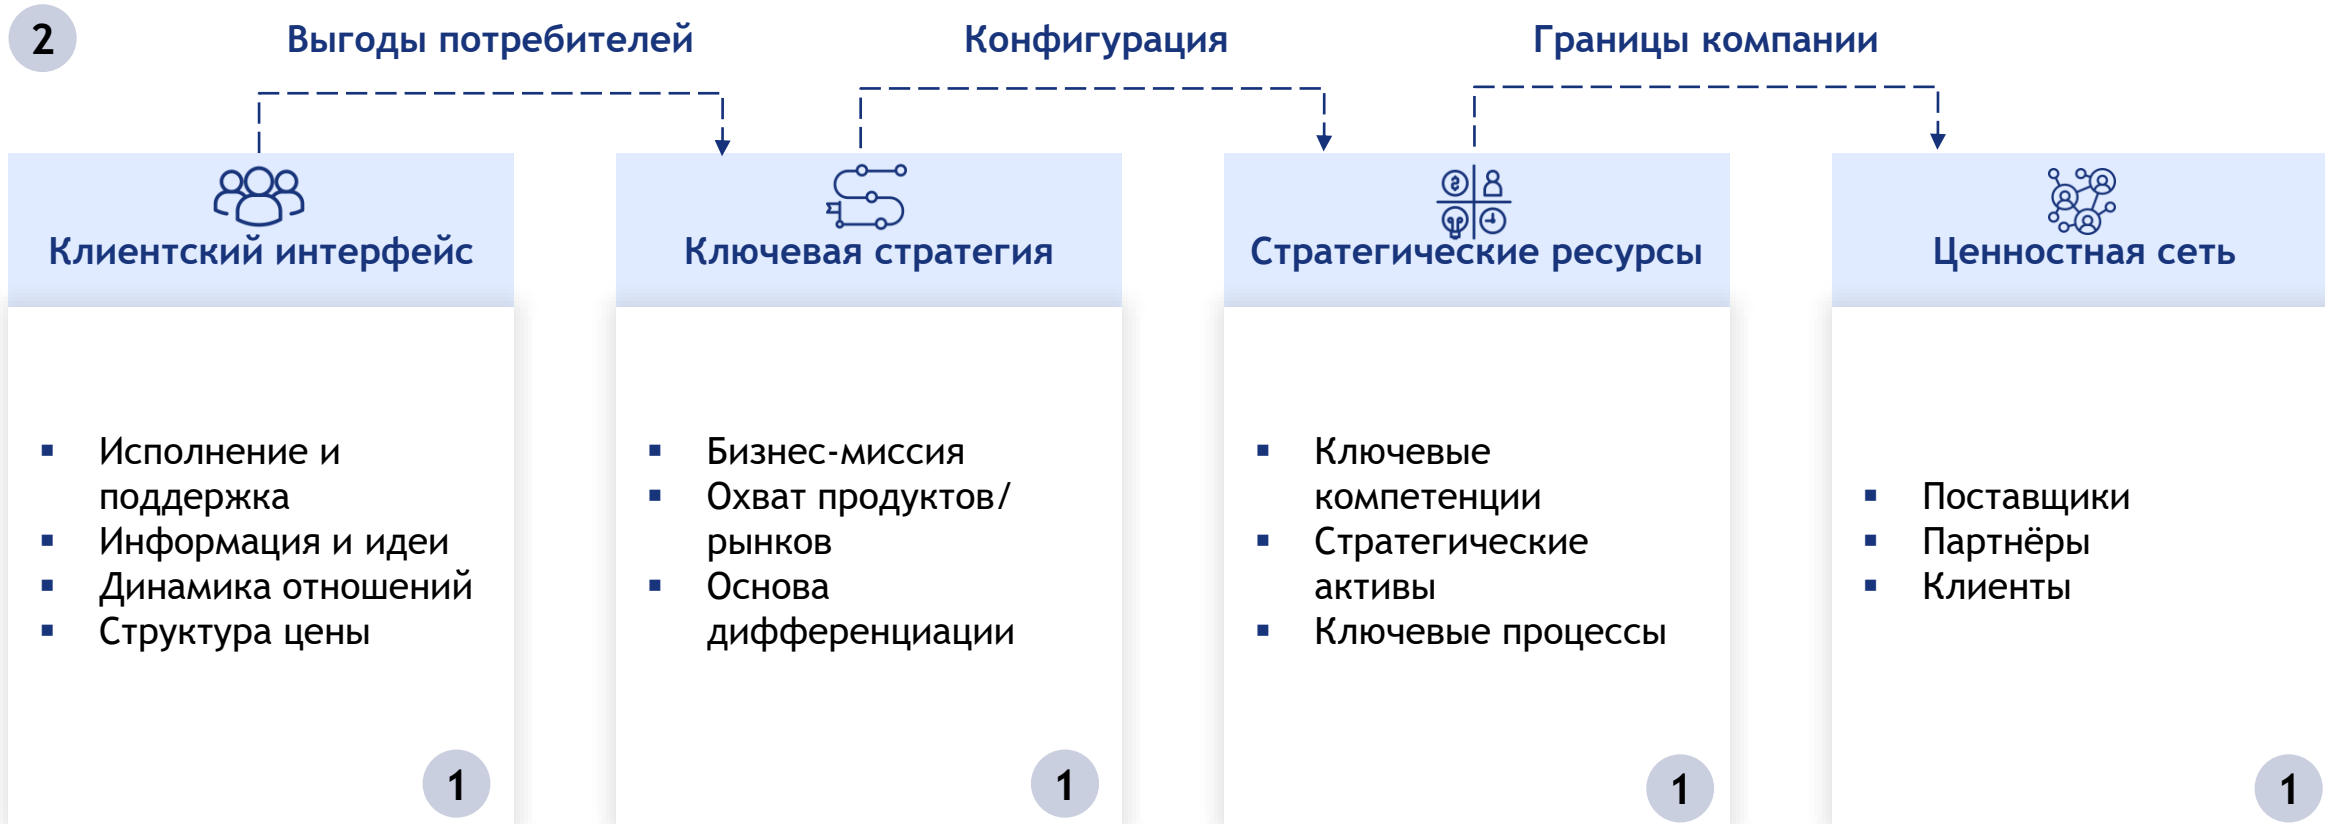 2
Выгоды потребителей
Конфигурация
Границы компании
Клиентский интерфейс
Ключевая стратегия
Стратегические ресурсы
Ценностная сеть
▪ Исполнение и
поддержка
▪ Информация и идеи
▪ Динамика отношений
▪ Структура цены
1
▪ Бизнес-миссия
▪ Охват продуктов/
рынков
▪ Основа
дифференциации
1
▪ Ключевые
компетенции
▪ Стратегические
активы
▪ Ключевые процессы
1
▪ Поставщики
▪ Партнёры
▪ Клиенты
1